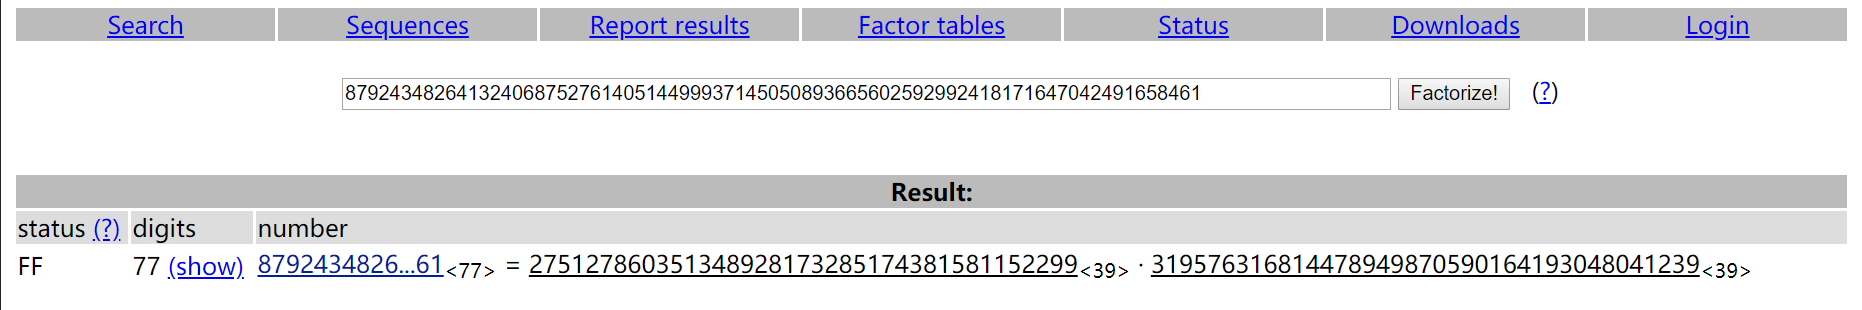 Search Sequences Report results Factor tables Status Downloads Login
87924348264132406875276140514499937145050893665602592992418171647042491658461 Factorize! (?)
Result:
status (?) digits number
FF 77 (show) 8792434826...61<77> = 275127860351348928173285174381581152299<39> · 319576316814478949870590164193048041239<39>